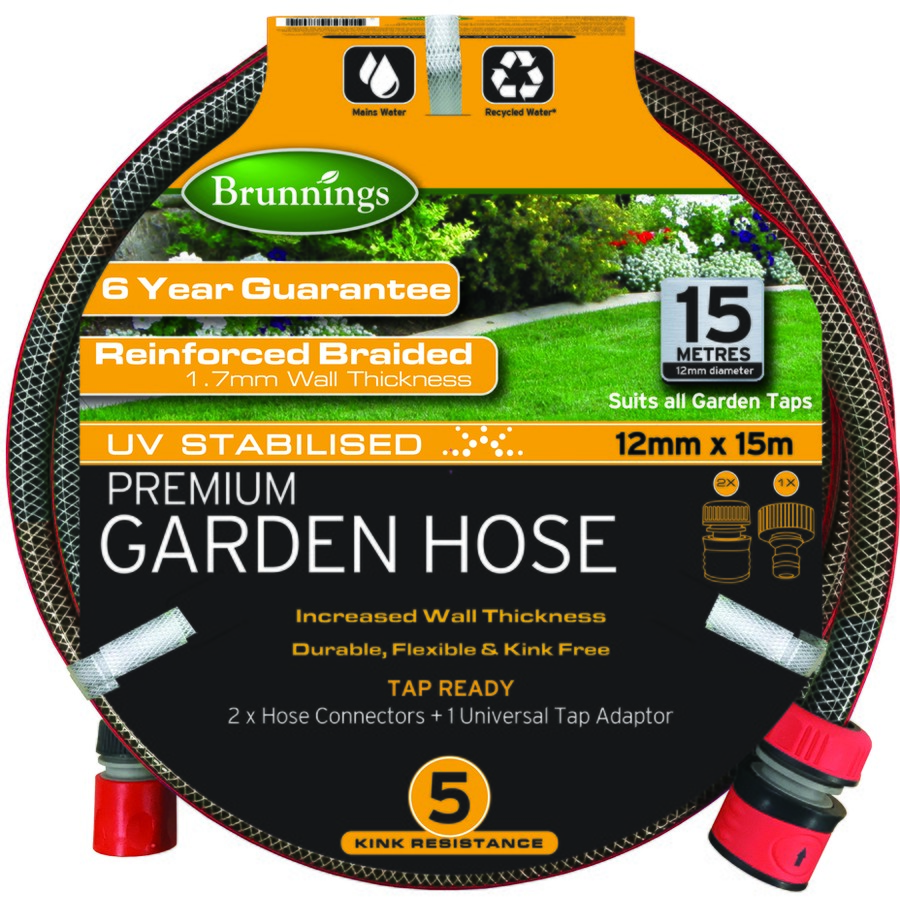 Mains Water
Recycled Water*
Brunnings
6 Year Guarantee
Reinforced Braided
1.7mm Wall Thickness
15
METRES
12mm diameter
Suits all Garden Taps
UV STABILISED
12mm x 15m
2X
1X
PREMIUM
GARDEN HOSE
Increased Wall Thickness
Durable, Flexible & Kink Free
TAP READY
2 x Hose Connectors + 1 Universal Tap Adaptor
5
KINK RESISTANCE